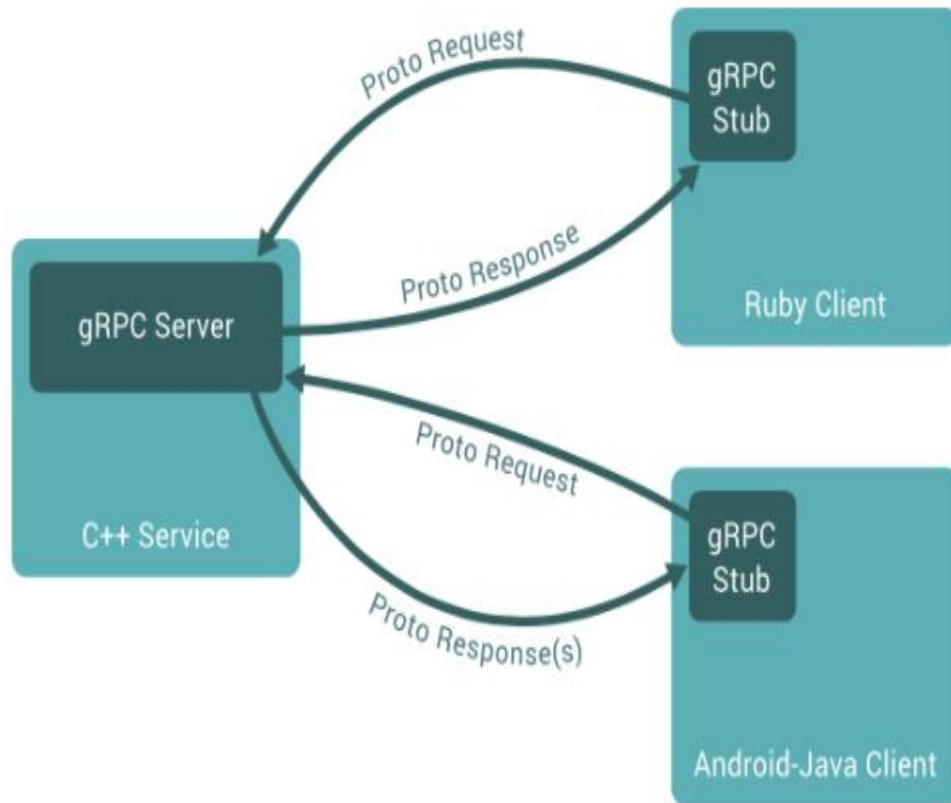 Proto Request
gRPC
Stub
Proto Response
Ruby Client
gRPC Server
C++ Service
Proto Request
gRPC
Stub
Proto Response(s)
Android-Java Client